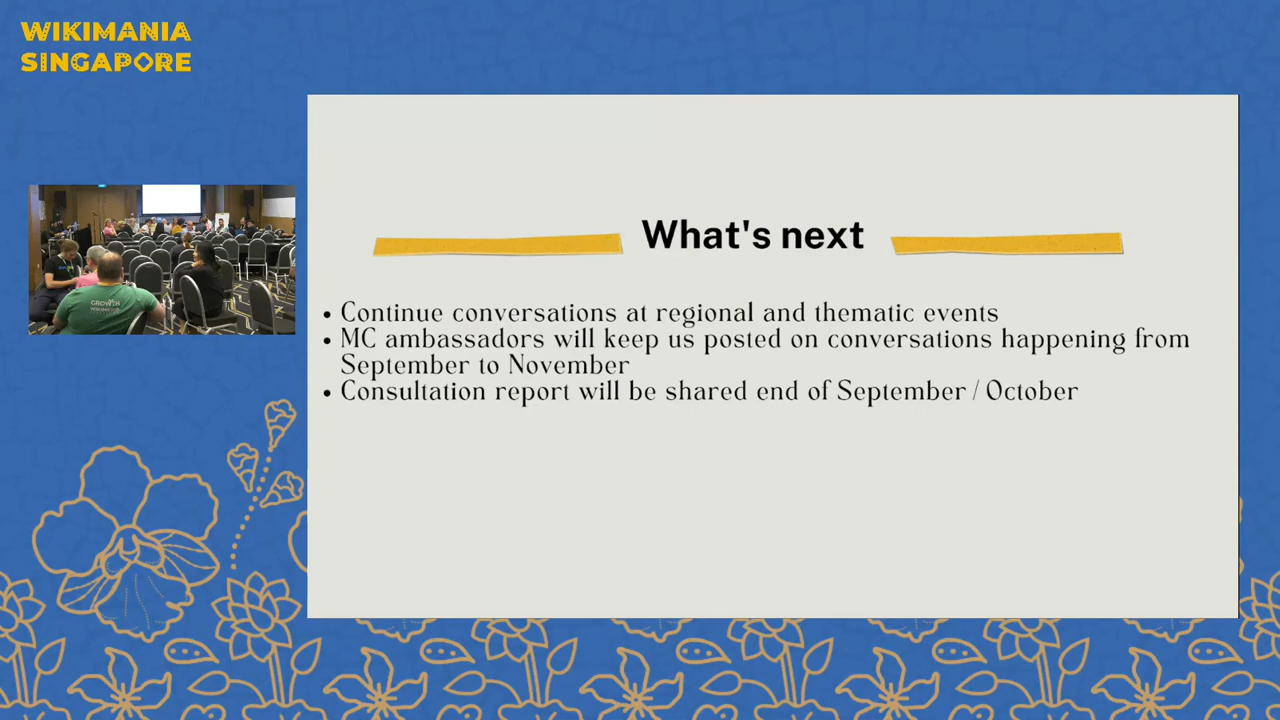 WIKIMANIA
SINGAPORE
What's next
• Continue conversations at regional and thematic events
• MC ambassadors will keep us posted on conversations happening from
September to November
• Consultation report will be shared end of September / October
GROWTH